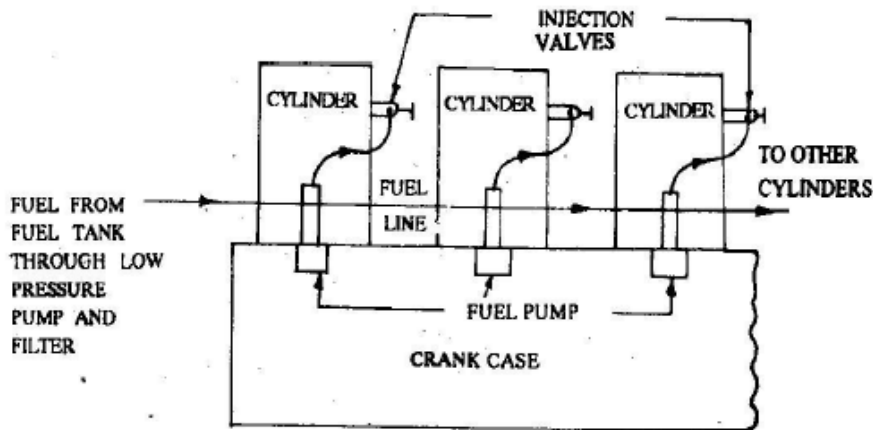 INJECTION
VALVES
CYLINDER
CYLINDER
CYLINDER
TO OTHER
CYLINDERS
FUEL
LINE
FUEL FROM
FUEL TANK
THROUGH LOW
PRESSURE
PUMP AND
FILTER
FUEL PUMP
CRANK CASE